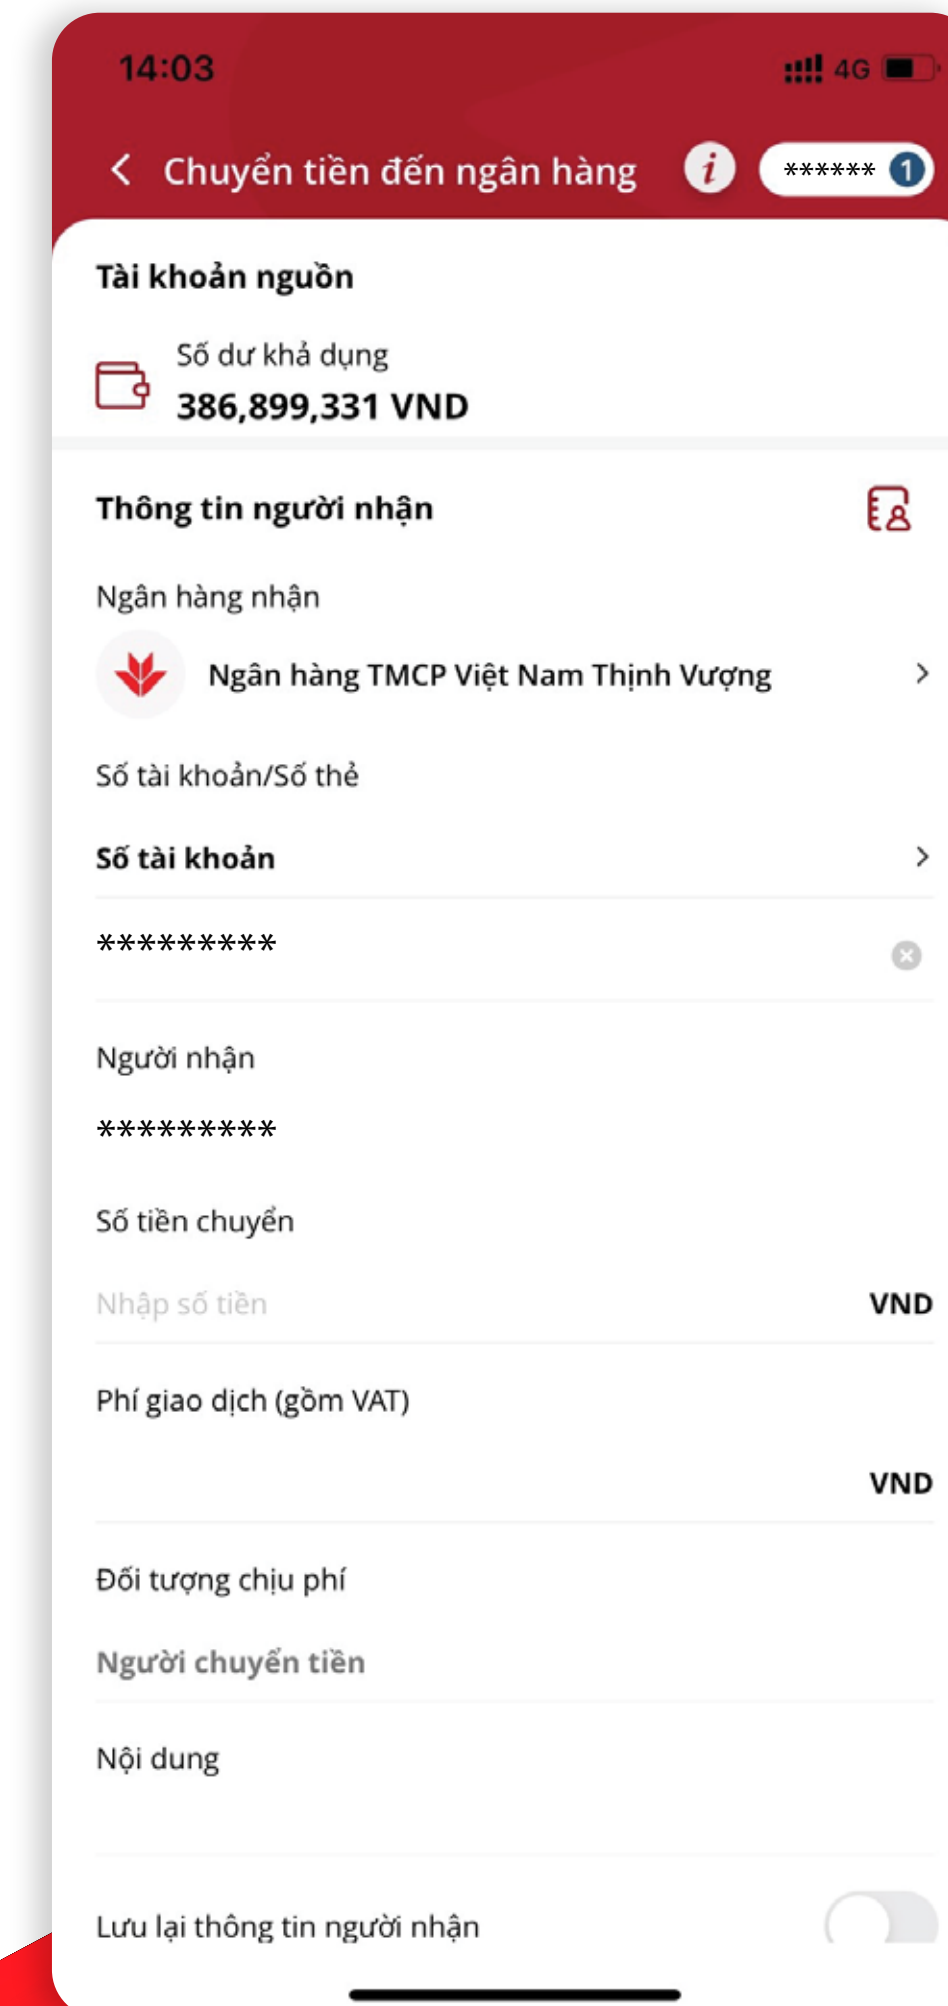 14:03
4G
Chuyển tiền đến ngân hàng
i
****** 1
Tài khoản nguồn
Số dư khả dụng
386,899,331 VND
Thông tin người nhận
Ngân hàng nhận
Ngân hàng TMCP Việt Nam Thịnh Vượng
Số tài khoản/Số thẻ
Số tài khoản
*********
Người nhận
*********
Số tiền chuyển
Nhập số tiền VND
Phí giao dịch (gồm VAT)
VND
Đối tượng chịu phí
Người chuyển tiền
Nội dung
Lưu lại thông tin người nhận